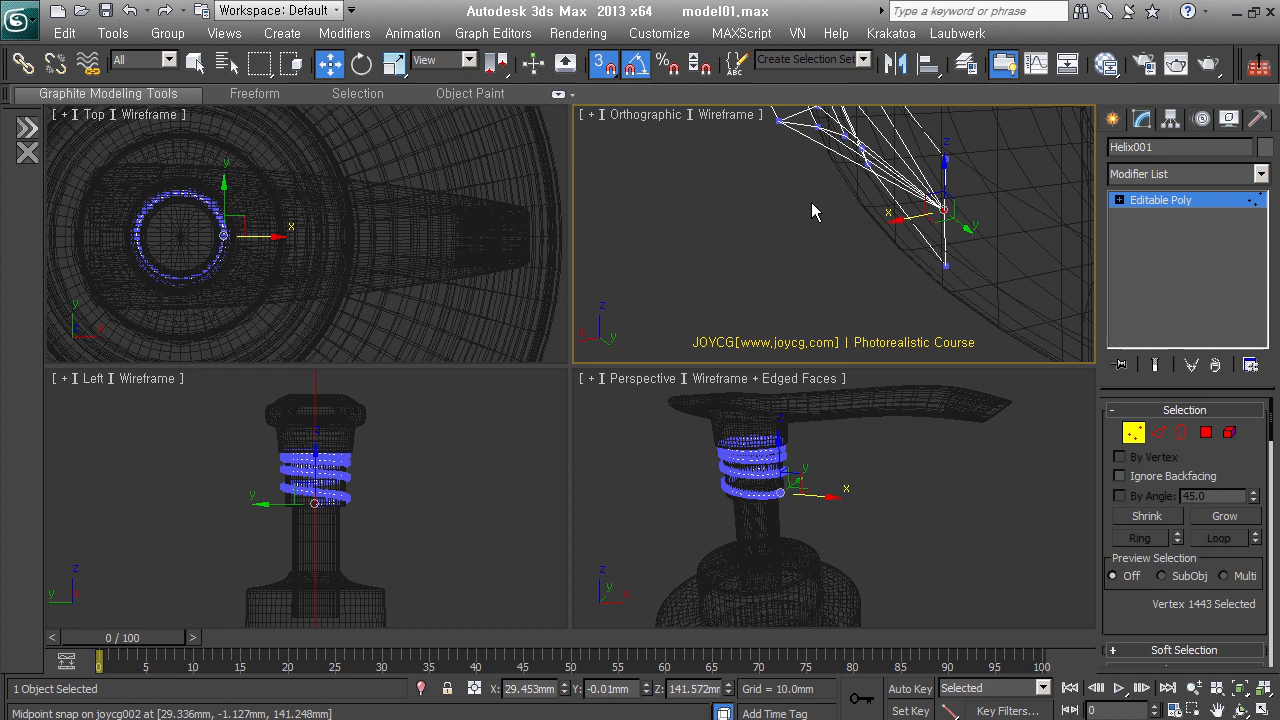 Workspace: Default
Autodesk 3ds Max 2013 x64 model01.max
Type a keyword or phrase
Edit Tools Group Views Create Modifiers Animation Graph Editors Rendering Customize MAXScript VN Help Krakatoa Laubwerk
All
View
3
Create Selection Set
Graphite Modeling Tools Freeform Selection Object Paint
[ + ] Top ] Wireframe ]
[ + ] Orthographic ] Wireframe ]
Helix001
Modifier List
Editable Poly
y
x
z
x
y
y
z
y
JOYCG[www.joycg.com] | Photorealistic Course
[ + ] Left ] Wireframe ]
[ + ] Perspective ] Wireframe + Edged Faces ]
- Selection
By Vertex
Ignore Backfacing
By Angle: 45.0
Shrink Grow
Ring Loop
Preview Selection
Off SubObj Multi
Vertex 1443 Selected
y
y
x
z
y
z
y
x
0 / 100
+ Soft Selection
0 5 10 15 20 25 30 35 40 45 50 55 60 65 70 75 80 85 90 95 100
1 Object Selected X: 29.453mm Y: -0.01mm Z: 141.572mm Grid = 10.0mm Auto Key Selected
Midpoint snap on joycg002 at [29.336mm, -1.127mm, 141.248mm] Add Time Tag Set Key Key Filters... 0